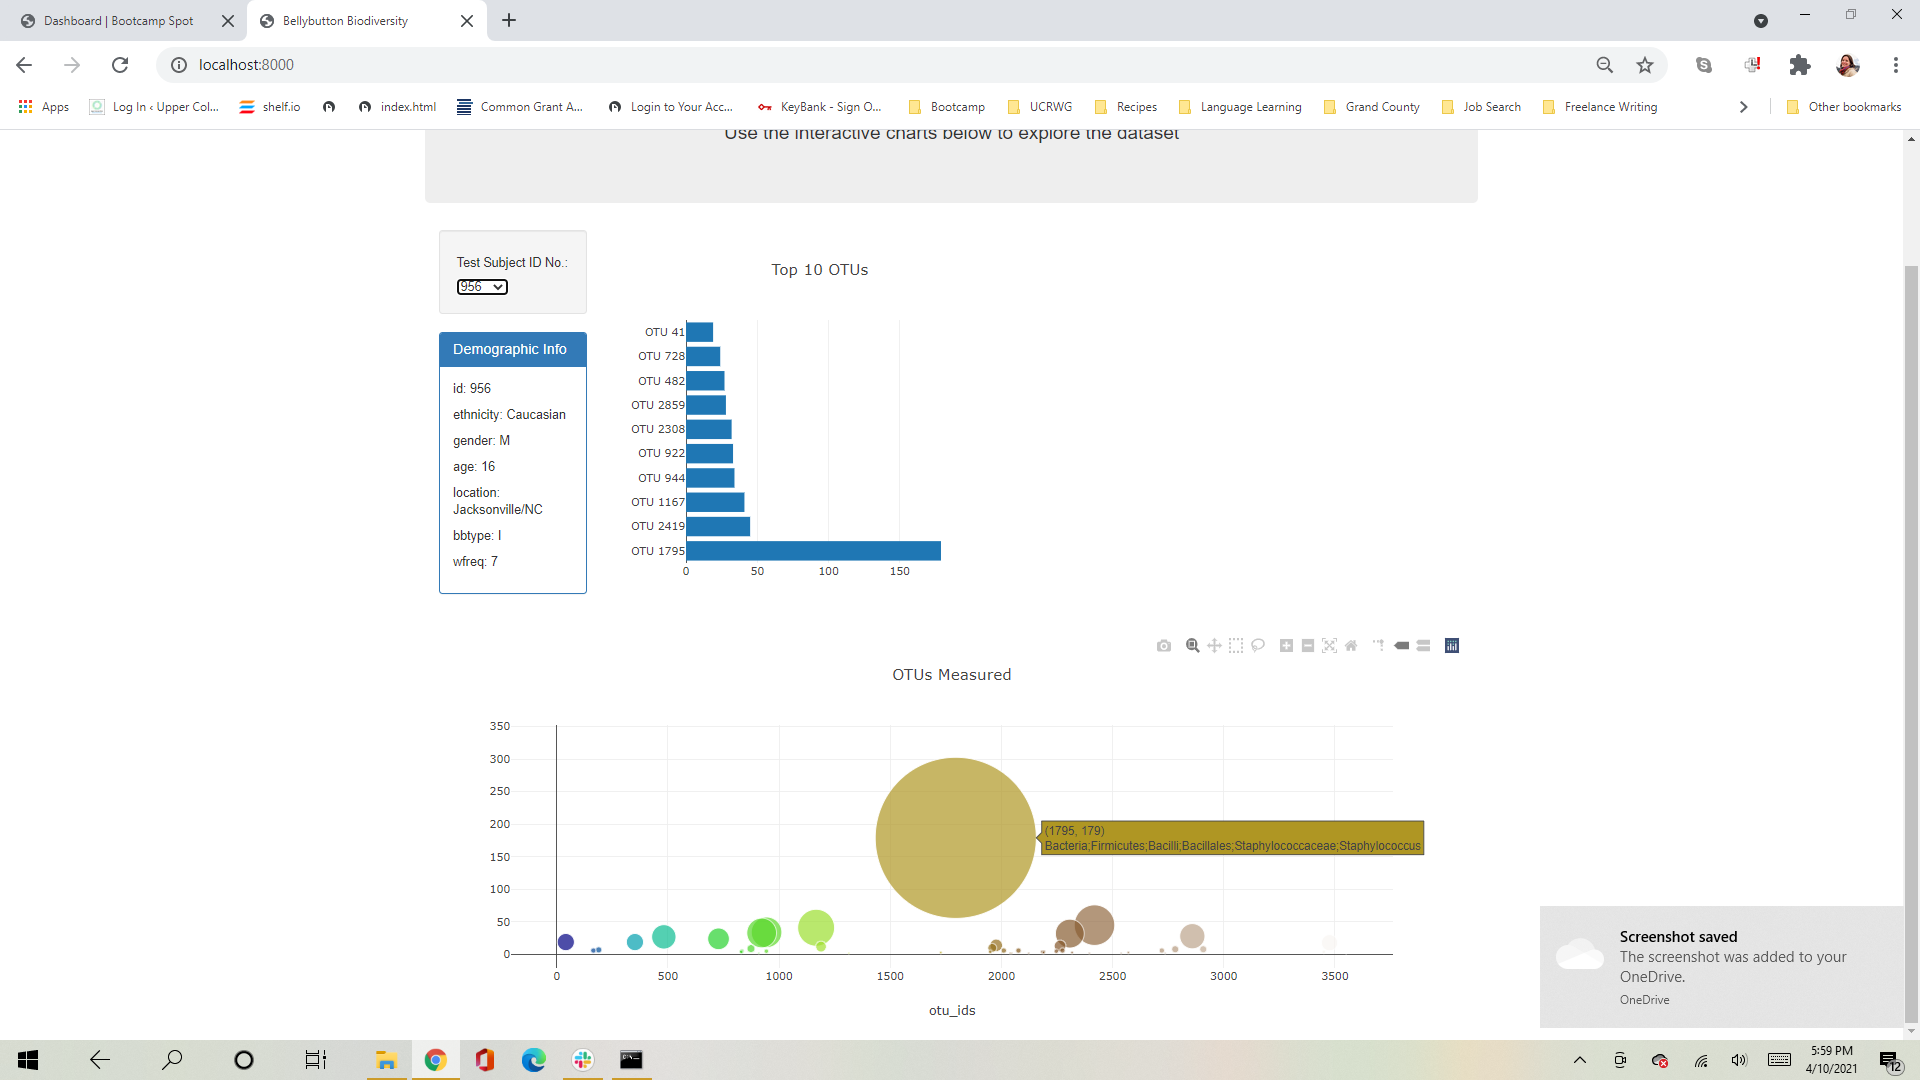 Dashboard | Bootcamp Spot
Bellybutton Biodiversity
localhost:8000
Apps
Log In ‹ Upper Col...
shelf.io
index.html
Common Grant A...
Login to Your Acc...
KeyBank - Sign O...
Bootcamp
UCRWG
Recipes
Language Learning
Grand County
Job Search
Freelance Writing
Other bookmarks
Use the interactive charts below to explore the dataset
Test Subject ID No.:
956
Demographic Info
id: 956
ethnicity: Caucasian
gender: M
age: 16
location:
Jacksonville/NC
bbtype: I
wfreq: 7
Top 10 OTUs
OTU 41
OTU 728
OTU 482
OTU 2859
OTU 2308
OTU 922
OTU 944
OTU 1167
OTU 2419
OTU 1795
0 50 100 150
OTUs Measured
350
300
250
200
150
100
50
0
(1795, 179)
Bacteria;Firmicutes;Bacilli;Bacillales;Staphylococcaceae;Staphylococcus
0 500 1000 1500 2000 2500 3000 3500
otu_ids
Screenshot saved
The screenshot was added to your
OneDrive.
OneDrive
5:59 PM
4/10/2021
12